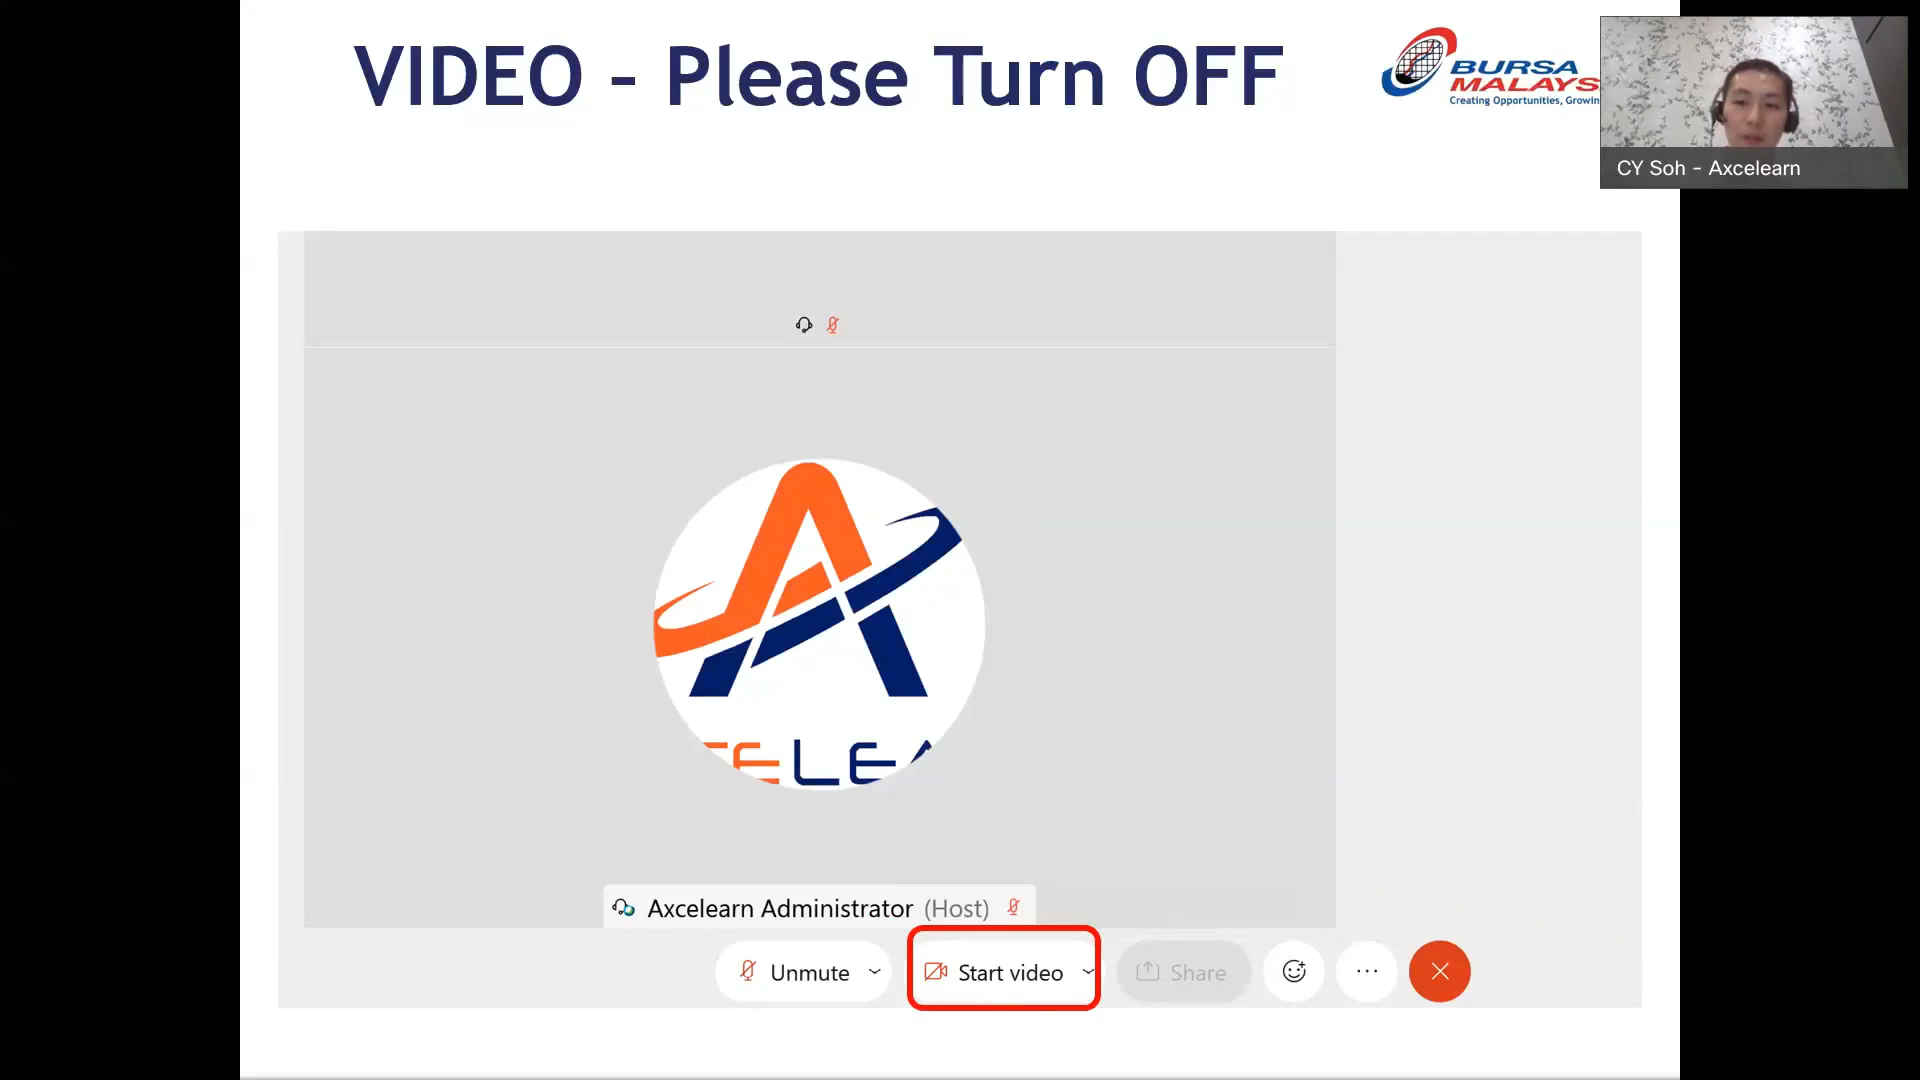 VIDEO - Please Turn OFF
BURSA
MALAYS
Creating Opportunities, Growin
CY Soh - Axcelearn
ELEA
Axcelearn Administrator (Host)
Unmute
Start video
Share